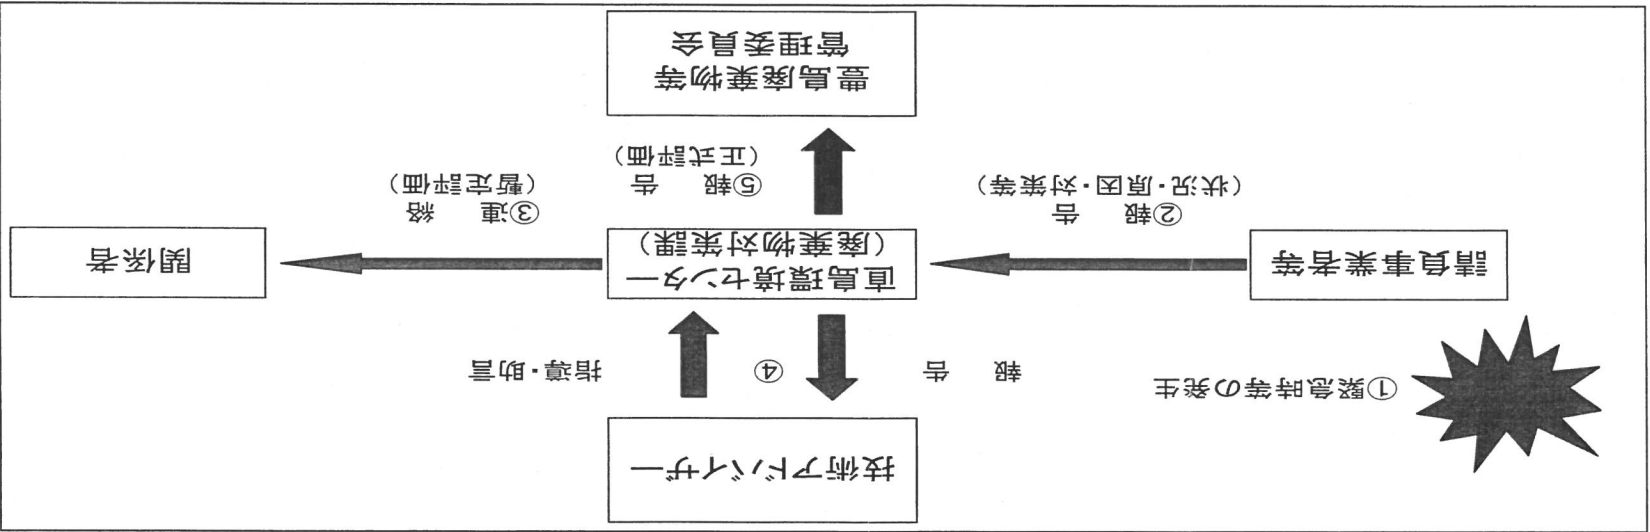 技術アドバイザー
①緊急時等の発生
報　告
④
指導・助言
請負事業者等
直島環境センター
(廃棄物対策課)
関係者
②報　告
(状況・原因・対策等)
⑤報　告
(正式評価)
③連　絡
(暫定評価)
豊島廃棄物等
管理委員会